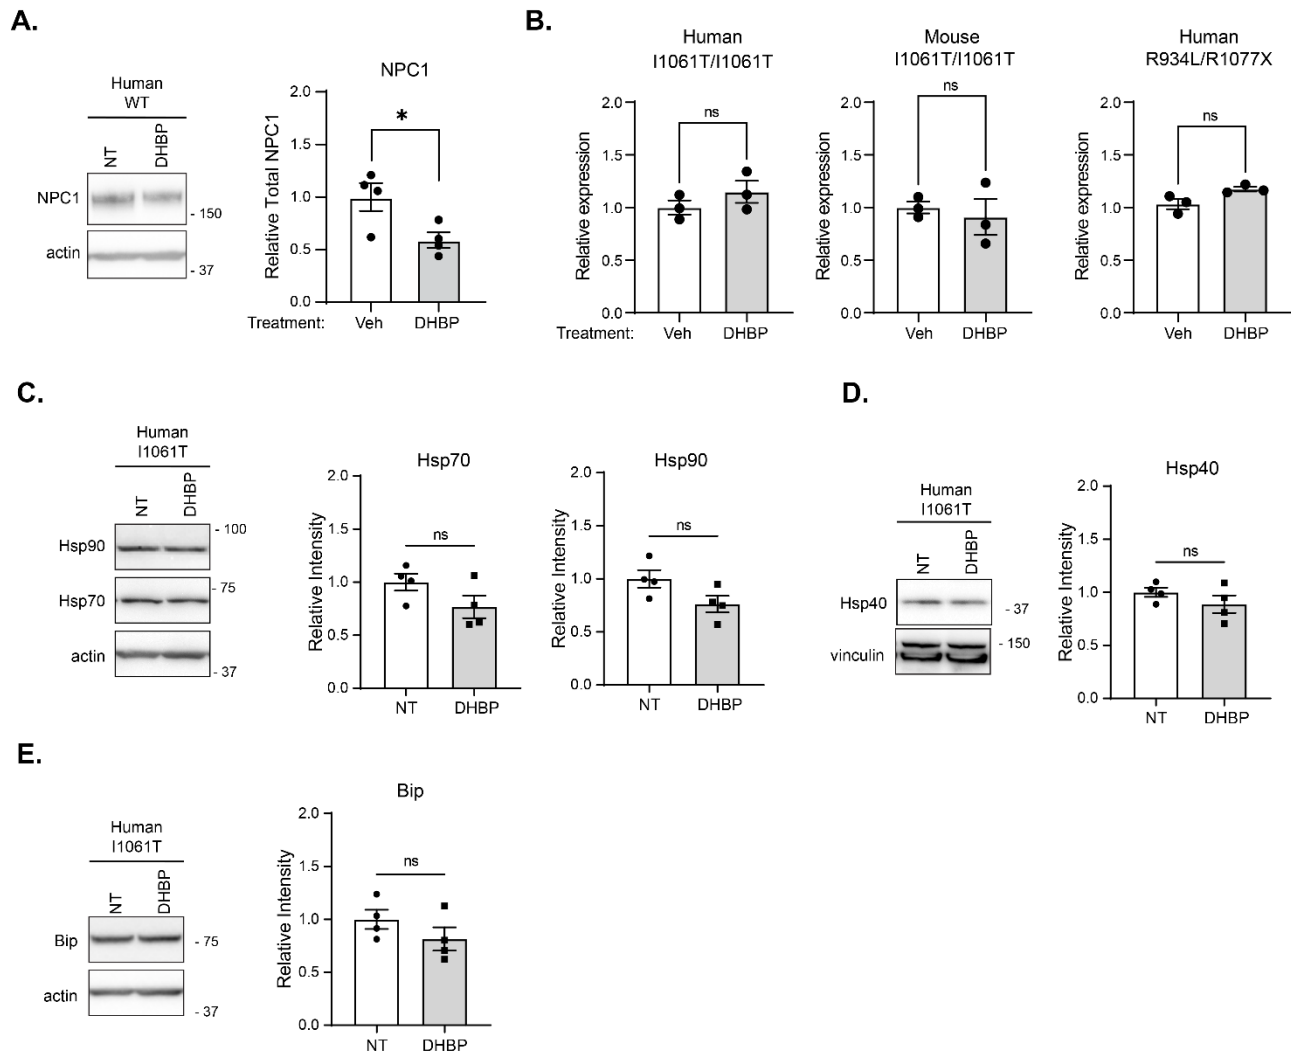 A.
Human
WT
NT
DHBP
NPC1
- 150
actin
- 37
NPC1
Relative Total NPC1
2.0
*
1.5
1.0
0.5
0.0
Treatment: Veh DHBP
B.
Human
I1061T/I1061T
Relative expression
2.0
ns
1.5
1.0
0.5
0.0
Treatment: Veh DHBP
Mouse
I1061T/I1061T
Relative expression
2.0
ns
1.5
1.0
0.5
0.0
Veh DHBP
Human
R934L/R1077X
Relative expression
2.0
ns
1.5
1.0
0.5
0.0
Veh DHBP
C.
Human
I1061T
NT
DHBP
- 100
Hsp90
- 75
Hsp70
actin
- 37
Hsp70
Relative Intensity
2.0
1.5
ns
1.0
0.5
0.0
NT DHBP
Hsp90
Relative Intensity
2.0
1.5
ns
1.0
0.5
0.0
NT DHBP
D.
Human
I1061T
NT
DHBP
Hsp40
- 37
vinculin
- 150
Hsp40
Relative Intensity
2.0
1.5
ns
1.0
0.5
0.0
NT DHBP
E.
Human
I1061T
NT
DHBP
Bip
- 75
actin
- 37
Bip
Relative Intensity
2.0
1.5
ns
1.0
0.5
0.0
NT DHBP